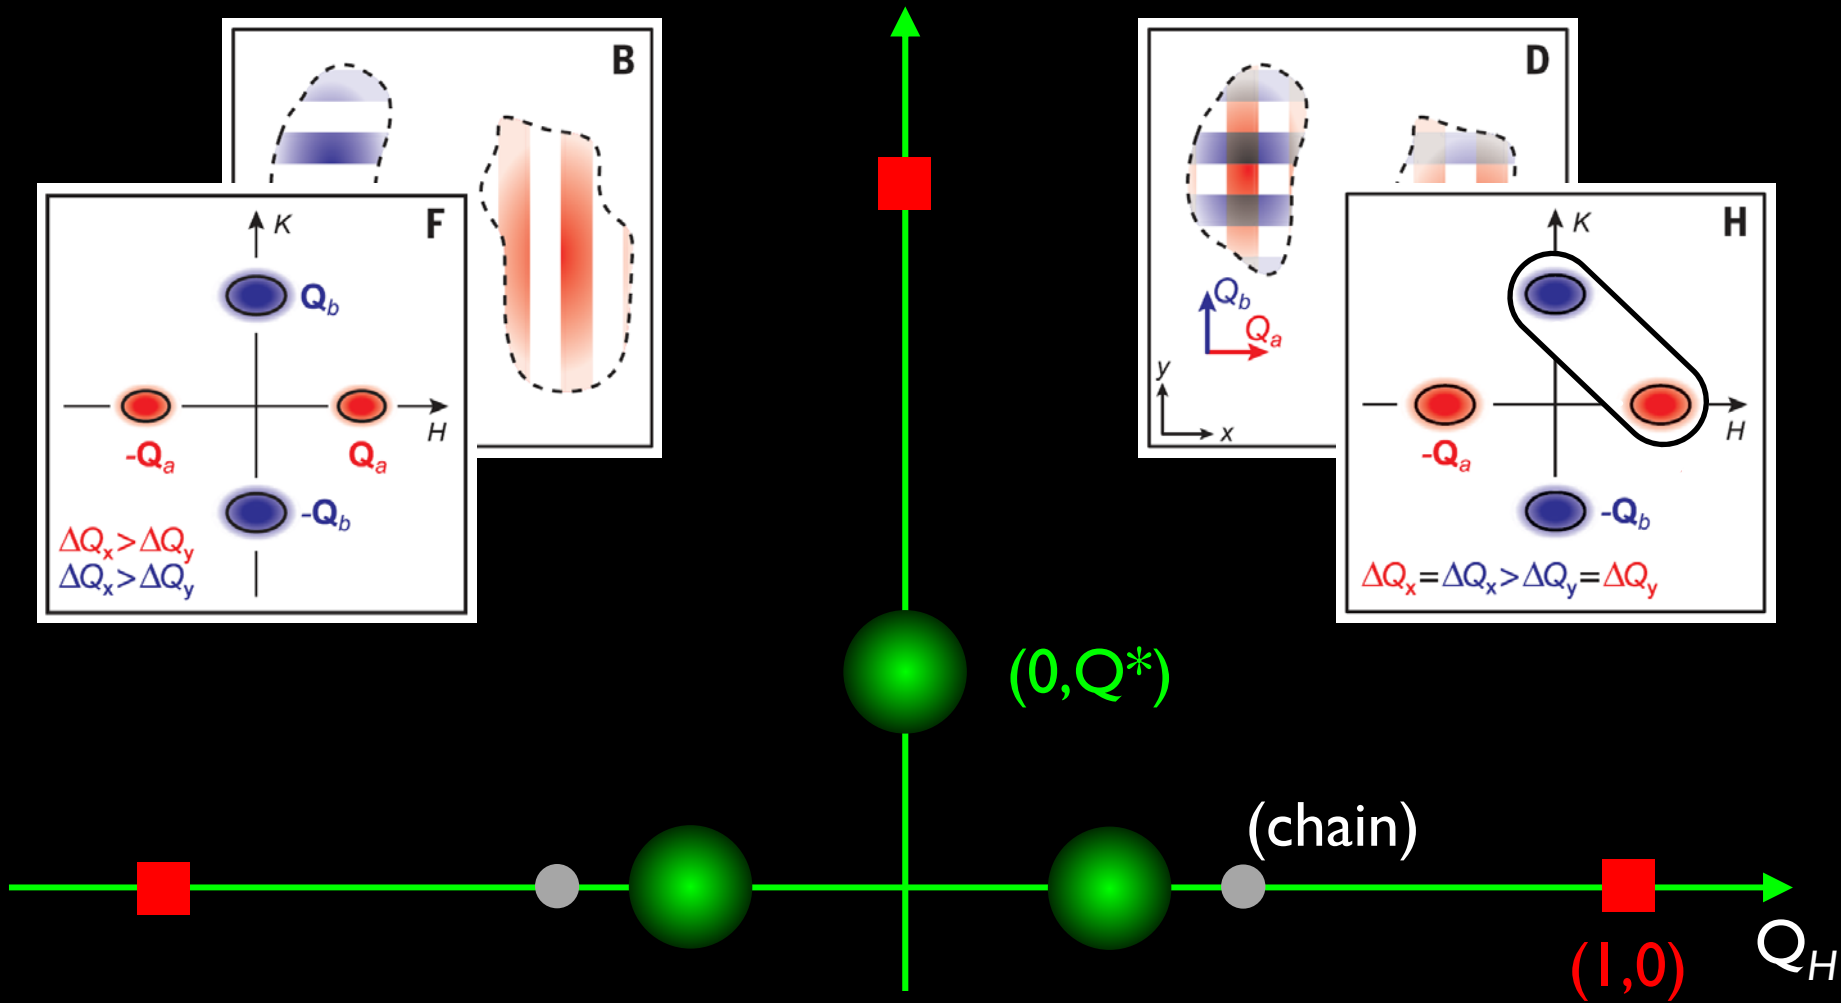 B
D
F
K
Q_b
-Q_a
Q_a
H
-Q_b
ΔQ_x>ΔQ_y
ΔQ_x>ΔQ_y
Q_b
Q_a
y
x
H
K
-Q_a
H
-Q_b
ΔQ_x=ΔQ_x>ΔQ_y=ΔQ_y
(0,Q*)
(chain)
(1,0)
Q_H